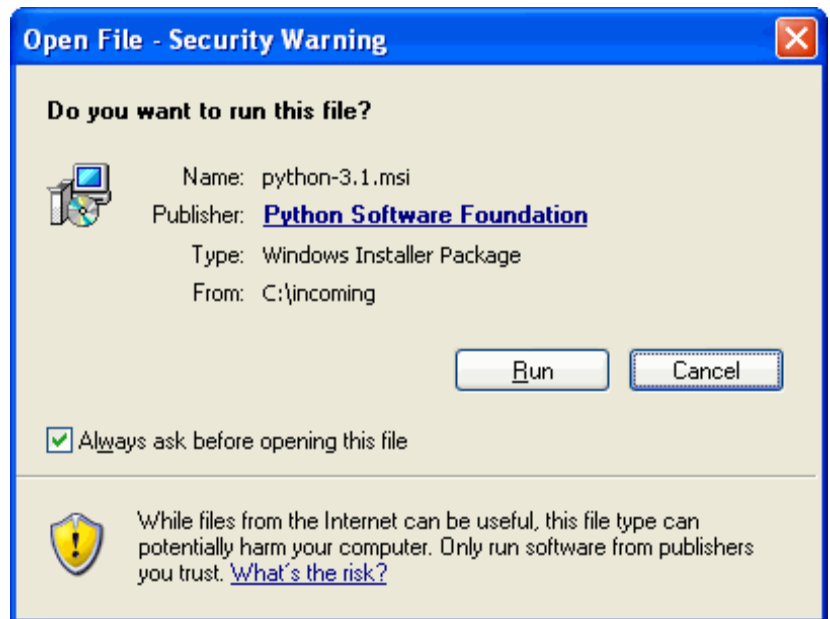 Open File - Security Warning
Do you want to run this file?
Name: python-3.1.msi
Publisher: Python Software Foundation
Type: Windows Installer Package
From: C:\incoming
Run Cancel
Always ask before opening this file
While files from the Internet can be useful, this file type can
potentially harm your computer. Only run software from publishers
you trust. What's the risk?